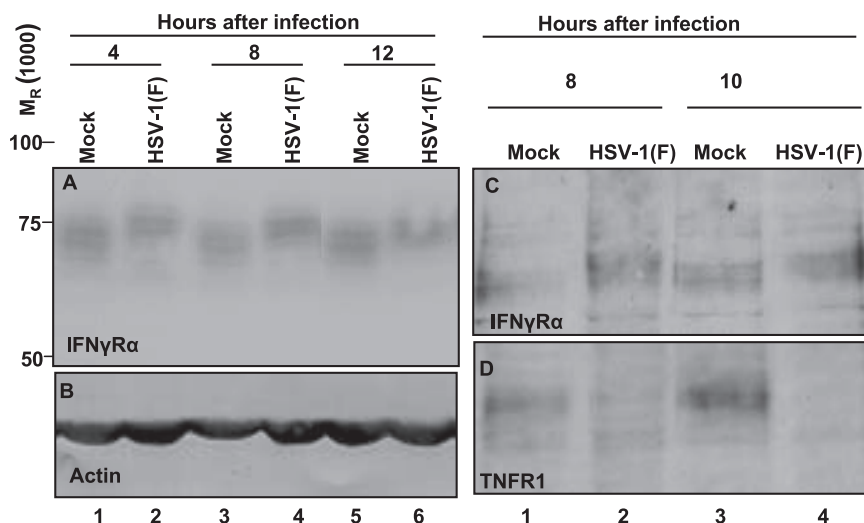 Hours after infection
4 8 12
Mock HSV-1(F) Mock HSV-1(F) Mock HSV-1(F)
M_R (1000)
100
75
50
A
IFNγRα
B
Actin
1 2 3 4 5 6
Hours after infection
8 10
Mock HSV-1(F) Mock HSV-1(F)
C
IFNγRα
D
TNFR1
1 2 3 4